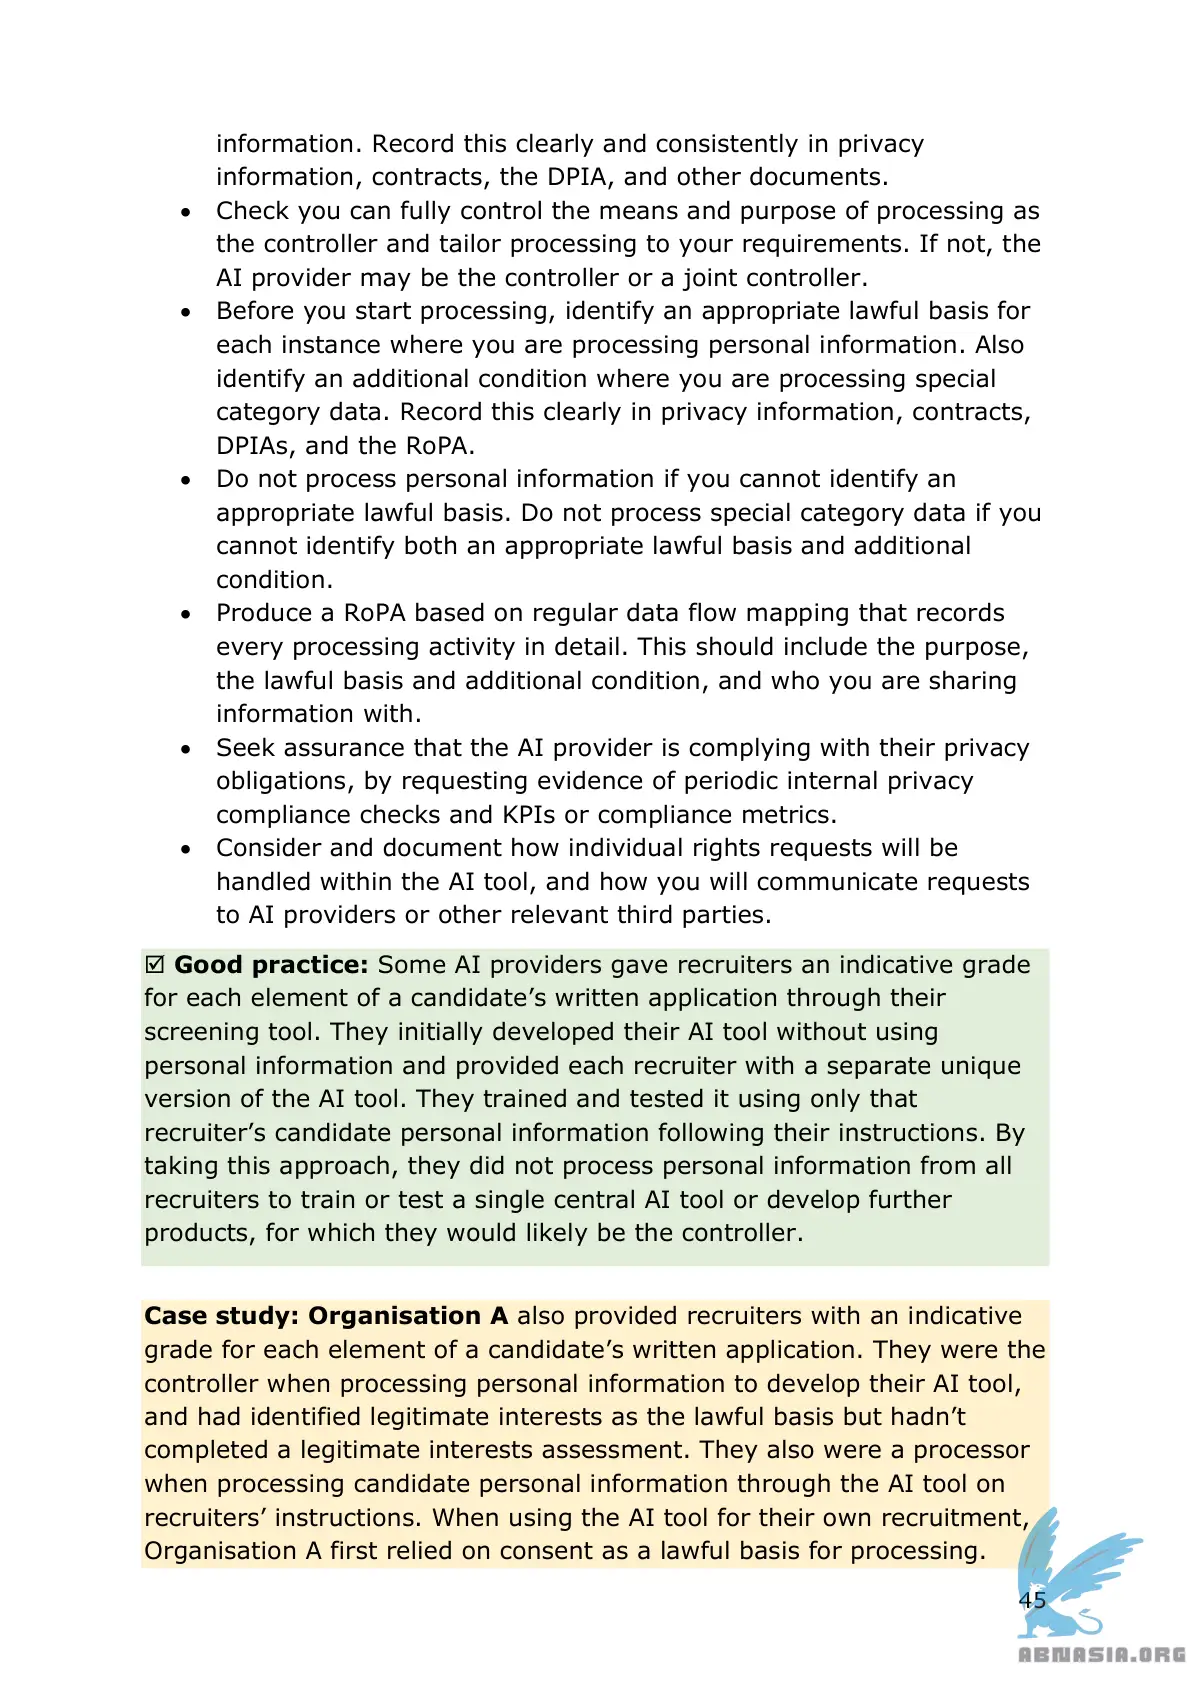 information. Record this clearly and consistently in privacy
information, contracts, the DPIA, and other documents.
• Check you can fully control the means and purpose of processing as
the controller and tailor processing to your requirements. If not, the
AI provider may be the controller or a joint controller.
• Before you start processing, identify an appropriate lawful basis for
each instance where you are processing personal information. Also
identify an additional condition where you are processing special
category data. Record this clearly in privacy information, contracts,
DPIAs, and the RoPA.
• Do not process personal information if you cannot identify an
appropriate lawful basis. Do not process special category data if you
cannot identify both an appropriate lawful basis and additional
condition.
• Produce a RoPA based on regular data flow mapping that records
every processing activity in detail. This should include the purpose,
the lawful basis and additional condition, and who you are sharing
information with.
• Seek assurance that the AI provider is complying with their privacy
obligations, by requesting evidence of periodic internal privacy
compliance checks and KPIs or compliance metrics.
• Consider and document how individual rights requests will be
handled within the AI tool, and how you will communicate requests
to AI providers or other relevant third parties.
☑ Good practice: Some AI providers gave recruiters an indicative grade
for each element of a candidate’s written application through their
screening tool. They initially developed their AI tool without using
personal information and provided each recruiter with a separate unique
version of the AI tool. They trained and tested it using only that
recruiter’s candidate personal information following their instructions. By
taking this approach, they did not process personal information from all
recruiters to train or test a single central AI tool or develop further
products, for which they would likely be the controller.
Case study: Organisation A also provided recruiters with an indicative
grade for each element of a candidate’s written application. They were the
controller when processing personal information to develop their AI tool,
and had identified legitimate interests as the lawful basis but hadn’t
completed a legitimate interests assessment. They also were a processor
when processing candidate personal information through the AI tool on
recruiters’ instructions. When using the AI tool for their own recruitment,
Organisation A first relied on consent as a lawful basis for processing.
45
ABNASIA.ORG